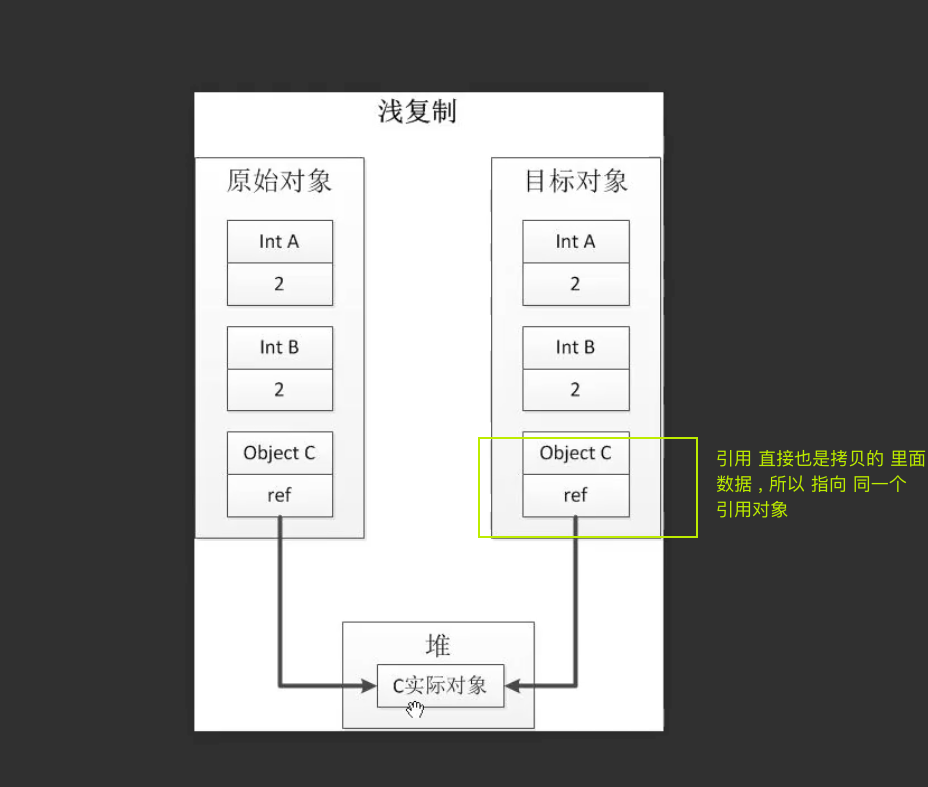 浅复制
原始对象
Int A
2
Int B
2
Object C
ref
目标对象
Int A
2
Int B
2
Object C
ref
引用 直接也是拷贝的 里面
数据 , 所以 指向 同一个
引用对象
堆
C实际对象